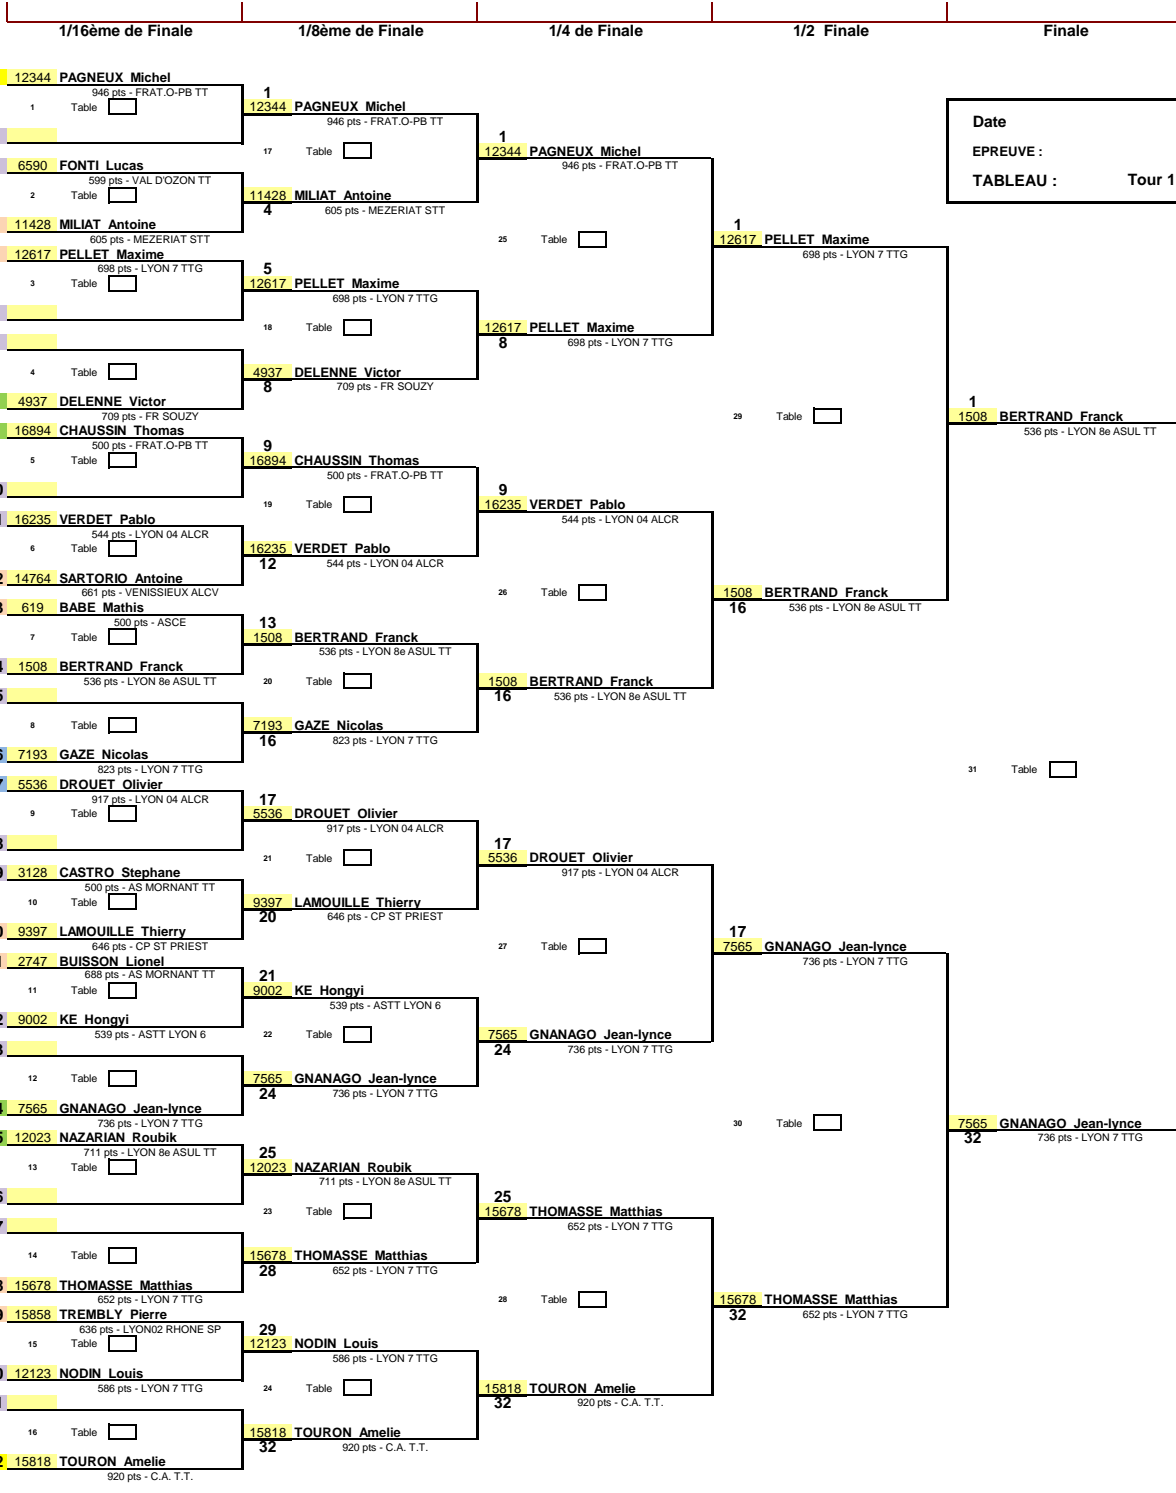 1/16ème de Finale
1/8ème de Finale
1/4 de Finale
1/2 Finale
Finale
12344 PAGNEUX Michel
946 pts - FRAT.O-PB TT
1 Table
6590 FONTI Lucas
599 pts - VAL D'OZON TT
2 Table
11428 MILIAT Antoine
605 pts - MEZERIAT STT
12617 PELLET Maxime
698 pts - LYON 7 TTG
3 Table
4 Table
4937 DELENNE Victor
709 pts - FR SOUZY
16894 CHAUSSIN Thomas
500 pts - FRAT.O-PB TT
5 Table
16235 VERDET Pablo
544 pts - LYON 04 ALCR
6 Table
14764 SARTORIO Antoine
661 pts - VENISSIEUX ALCV
619 BABE Mathis
500 pts - ASCE
7 Table
1508 BERTRAND Franck
536 pts - LYON 8e ASUL TT
8 Table
7193 GAZE Nicolas
823 pts - LYON 7 TTG
5536 DROUET Olivier
917 pts - LYON 04 ALCR
9 Table
3128 CASTRO Stephane
500 pts - AS MORNANT TT
10 Table
9397 LAMOUILLE Thierry
646 pts - CP ST PRIEST
2747 BUISSON Lionel
688 pts - AS MORNANT TT
11 Table
9002 KE Hongyi
539 pts - ASTT LYON 6
12 Table
7565 GNANAGO Jean-lynce
736 pts - LYON 7 TTG
12023 NAZARIAN Roubik
711 pts - LYON 8e ASUL TT
13 Table
14 Table
15678 THOMASSE Matthias
652 pts - LYON 7 TTG
15858 TREMBLY Pierre
636 pts - LYON02 RHONE SP
15 Table
12123 NODIN Louis
586 pts - LYON 7 TTG
16 Table
15818 TOURON Amelie
920 pts - C.A. T.T.
1
12344 PAGNEUX Michel
946 pts - FRAT.O-PB TT
17 Table
11428 MILIAT Antoine
4 605 pts - MEZERIAT STT
5
12617 PELLET Maxime
698 pts - LYON 7 TTG
18 Table
4937 DELENNE Victor
8 709 pts - FR SOUZY
9
16894 CHAUSSIN Thomas
500 pts - FRAT.O-PB TT
19 Table
16235 VERDET Pablo
12 544 pts - LYON 04 ALCR
13
1508 BERTRAND Franck
536 pts - LYON 8e ASUL TT
20 Table
7193 GAZE Nicolas
16 823 pts - LYON 7 TTG
17
5536 DROUET Olivier
917 pts - LYON 04 ALCR
21 Table
9397 LAMOUILLE Thierry
20 646 pts - CP ST PRIEST
21
9002 KE Hongyi
539 pts - ASTT LYON 6
22 Table
7565 GNANAGO Jean-lynce
24 736 pts - LYON 7 TTG
25
12023 NAZARIAN Roubik
711 pts - LYON 8e ASUL TT
23 Table
15678 THOMASSE Matthias
28 652 pts - LYON 7 TTG
29
12123 NODIN Louis
586 pts - LYON 7 TTG
24 Table
15818 TOURON Amelie
32 920 pts - C.A. T.T.
1
12344 PAGNEUX Michel
946 pts - FRAT.O-PB TT
25 Table
12617 PELLET Maxime
8 698 pts - LYON 7 TTG
9
16235 VERDET Pablo
544 pts - LYON 04 ALCR
26 Table
1508 BERTRAND Franck
16 536 pts - LYON 8e ASUL TT
17
5536 DROUET Olivier
917 pts - LYON 04 ALCR
27 Table
7565 GNANAGO Jean-lynce
24 736 pts - LYON 7 TTG
25
15678 THOMASSE Matthias
652 pts - LYON 7 TTG
28 Table
15818 TOURON Amelie
32 920 pts - C.A. T.T.
1
12617 PELLET Maxime
698 pts - LYON 7 TTG
29 Table
1508 BERTRAND Franck
16 536 pts - LYON 8e ASUL TT
17
7565 GNANAGO Jean-lynce
736 pts - LYON 7 TTG
30 Table
15678 THOMASSE Matthias
32 652 pts - LYON 7 TTG
Date
EPREUVE :
TABLEAU : Tour 1
1
1508 BERTRAND Franck
536 pts - LYON 8e ASUL TT
31 Table
7565 GNANAGO Jean-lynce
32 736 pts - LYON 7 TTG